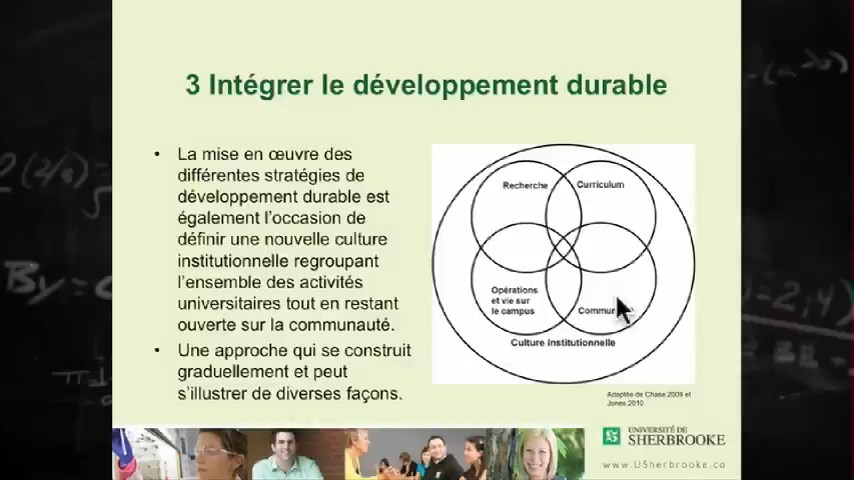 3 Intégrer le développement durable
• La mise en œuvre des
différentes stratégies de
développement durable est
également l'occasion de
définir une nouvelle culture
institutionnelle regroupant
l'ensemble des activités
universitaires tout en restant
ouverte sur la communauté.
• Une approche qui se construit
graduellement et peut
s'illustrer de diverses façons.
Recherche
Curriculum
Opérations
et vie sur
le campus
Culture institutionnelle
Adaptée de Chase 2009 et
Jones 2010
UNIVERSITÉ DE
SHERBROOKE
www.USherbrooke.ca
By=